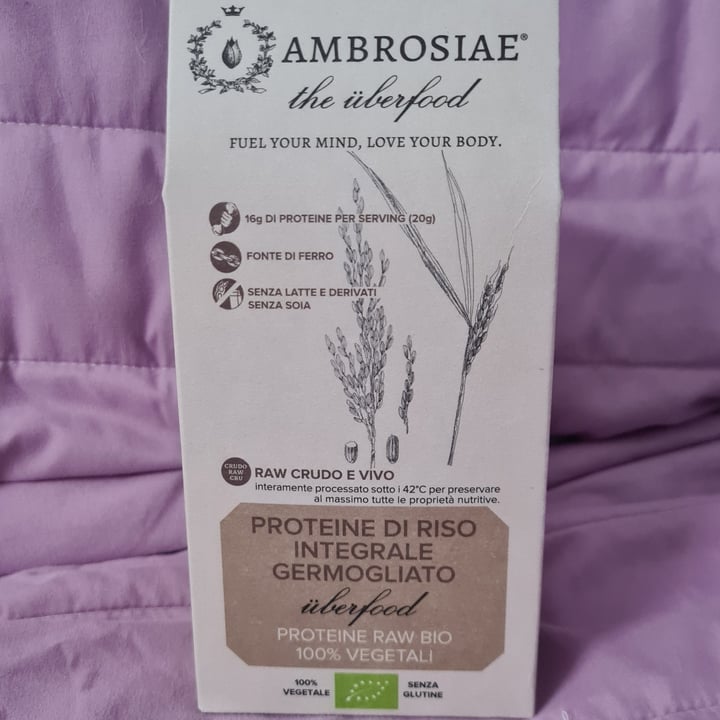 AMBROSIAE®
the überfood
FUEL YOUR MIND, LOVE YOUR BODY.
16g DI PROTEINE PER SERVING (20g)
FONTE DI FERRO
SENZA LATTE E DERIVATI
SENZA SOIA
CRUDO
RAW
CRU
RAW CRUDO E VIVO
interamente processato sotto i 42°C per preservare
al massimo tutte le proprietà nutritive.
PROTEINE DI RISO
INTEGRALE
GERMOGLIATO
überfood
PROTEINE RAW BIO
100% VEGETALI
100%
VEGETALE
SENZA
GLUTINE